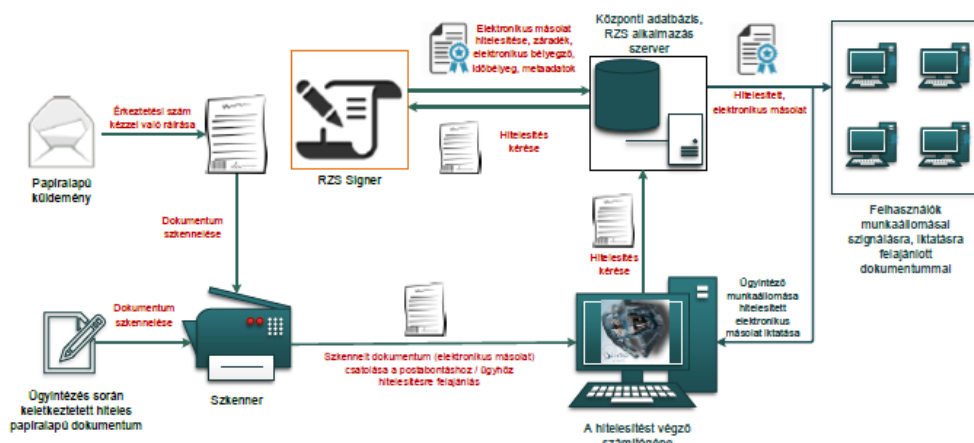 Elektronikus másolat
hitelesítése, záradék,
elektronikus bélyegző,
időbélyeg, metaadatok
Központi adatbázis,
RZS alkalmazás
szerver
Érkeztetési szám
kézzel való ráírása
Hitelesítés
kérése
Hitelesített,
elektronikus másolat
Papíralapú
küldemény
RZS Signer
Felhasználók
munkaállomásai
szignálásra, iktatásra
felajánlott
dokumentummal
Dokumentum
szkennelése
Hitelesítés
kérése
Dokumentum
szkennelése
Ügyintéző
munkaállomása
hitelesített
elektronikus
másolat iktatása
Szkennelt dokumentum (elektronikus másolat)
csatolása a postabontáshoz / ügyhöz
hitelesítésre felajánlás
Szkenner
Ügyintézés során
keletkeztetett hiteles
papíralapú dokumentum
A hitelesítést végző
számítógépe